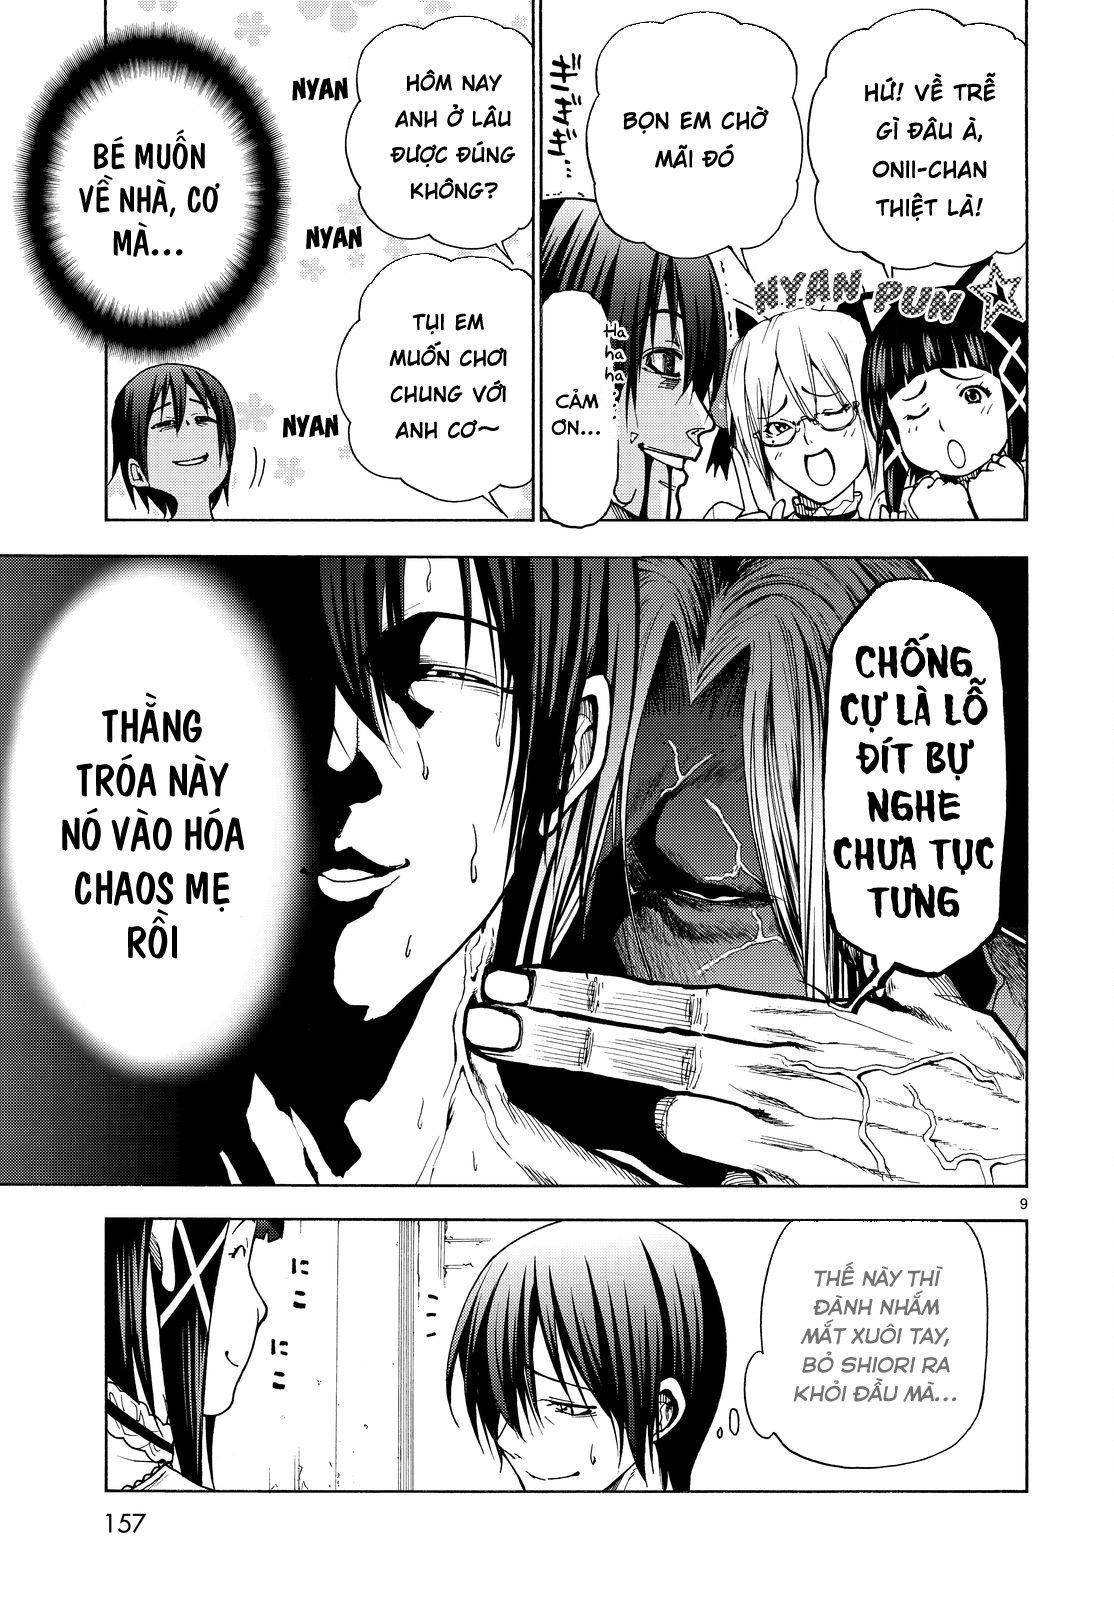 HỨ! VỀ TRỄ
GÌ ĐÂU À,
ONII-CHAN
THIỆT LÀ!
BỌN EM CHỜ
MÃI ĐÓ
NYAN PUN
Ha
ha
ha
CẢM
ƠN...
HÔM NAY
ANH Ở LÂU
ĐƯỢC ĐÚNG
KHÔNG?
NYAN
NYAN
TỤI EM
MUỐN CHƠI
CHUNG VỚI
ANH CƠ~
NYAN
BÉ MUỐN
VỀ NHÀ, CƠ
MÀ...
CHỐNG
CỰ LÀ LỖ
ĐÍT BỰ
NGHE
CHƯA TỤC
TƯNG
THẰNG
TRÓA NÀY
NÓ VÀO HÓA
CHAOS MẸ
RỒI
9
THẾ NÀY THÌ
ĐÀNH NHẮM
MẮT XUÔI TAY,
BỎ SHIORI RA
KHỎI ĐẦU MÀ...
にこ
にこ
157